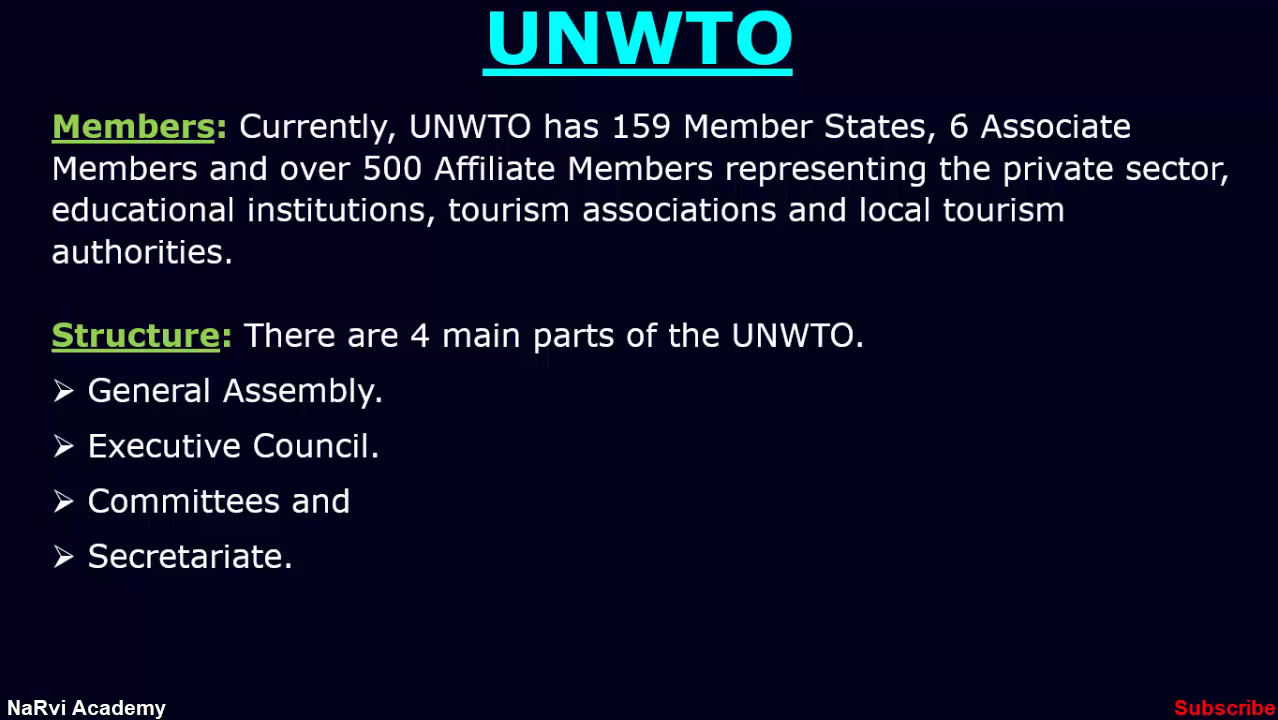 UNWTO
Members: Currently, UNWTO has 159 Member States, 6 Associate
Members and over 500 Affiliate Members representing the private sector,
educational institutions, tourism associations and local tourism
authorities.
Structure: There are 4 main parts of the UNWTO.
➢ General Assembly.
➢ Executive Council.
➢ Committees and
➢ Secretariate.
NaRvi Academy
Subscribe